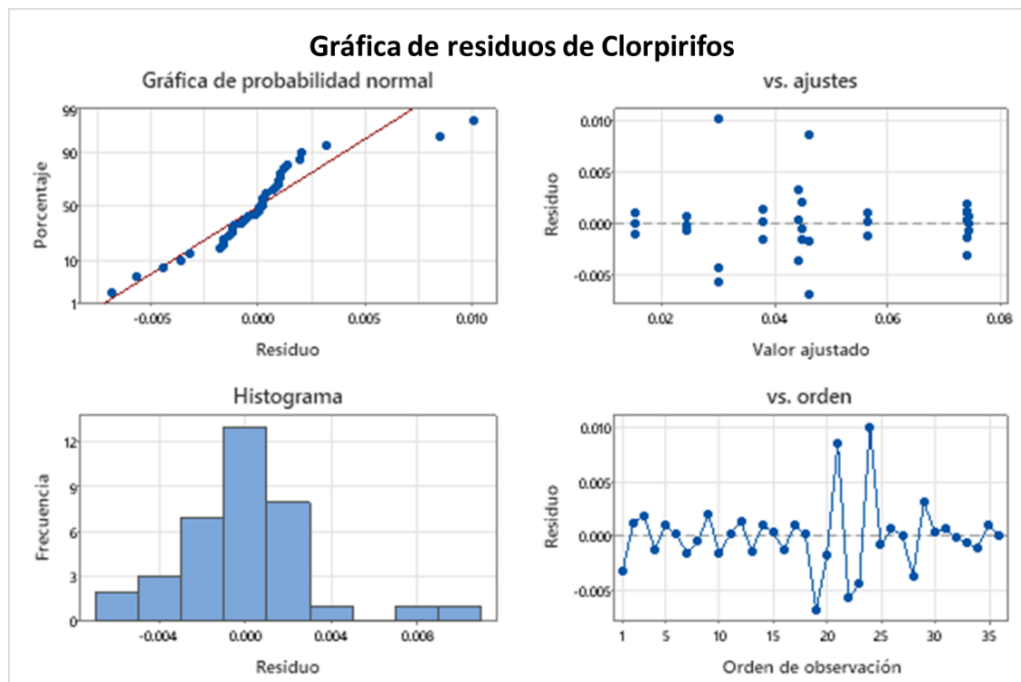 Gráfica de residuos de Clorpirifos
Gráfica de probabilidad normal
99
90
50
10
1
Porcentaje
-0.005
0.000
0.005
0.010
Residuo
vs. ajustes
0.010
0.005
0.000
-0.005
Residuo
0.02
0.04
0.06
0.08
Valor ajustado
Histograma
12
9
6
3
0
Frecuencia
-0.004
0.000
0.004
0.008
Residuo
vs. orden
0.010
0.005
0.000
-0.005
Residuo
1
5
10
15
20
25
30
35
Orden de observación